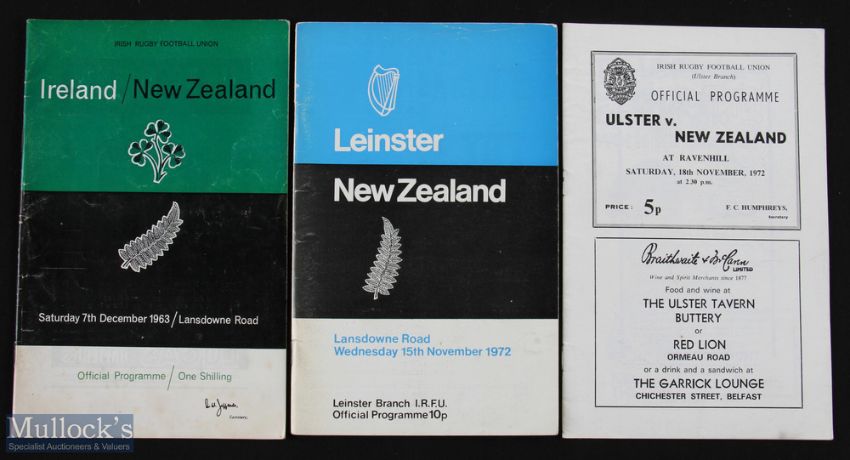 IRISH RUGBY FOOTBALL UNION
Ireland / New Zealand
Saturday 7th December 1963 / Lansdowne Road
Official Programme / One Shilling
Secretary.
Leinster
New Zealand
Lansdowne Road
Wednesday 15th November 1972
Leinster Branch I.R.F.U.
Official Programme 10p
IRISH RUGBY FOOTBALL UNION
(Ulster Branch)
OFFICIAL PROGRAMME
ULSTER v.
NEW ZEALAND
AT RAVENHILL
SATURDAY, 18th NOVEMBER, 1972
at 2.30 p.m.
PRICE: 5p F. C. HUMPHREYS,
Secretary
Braithwaite & McCann
LIMITED
Wine and Spirit Merchants since 1877
Food and wine at
THE ULSTER TAVERN
BUTTERY
or
RED LION
ORMEAU ROAD
or a drink and a sandwich at
THE GARRICK LOUNGE
CHICHESTER STREET, BELFAST
Mullock's
Specialist Auctioneers & Valuers